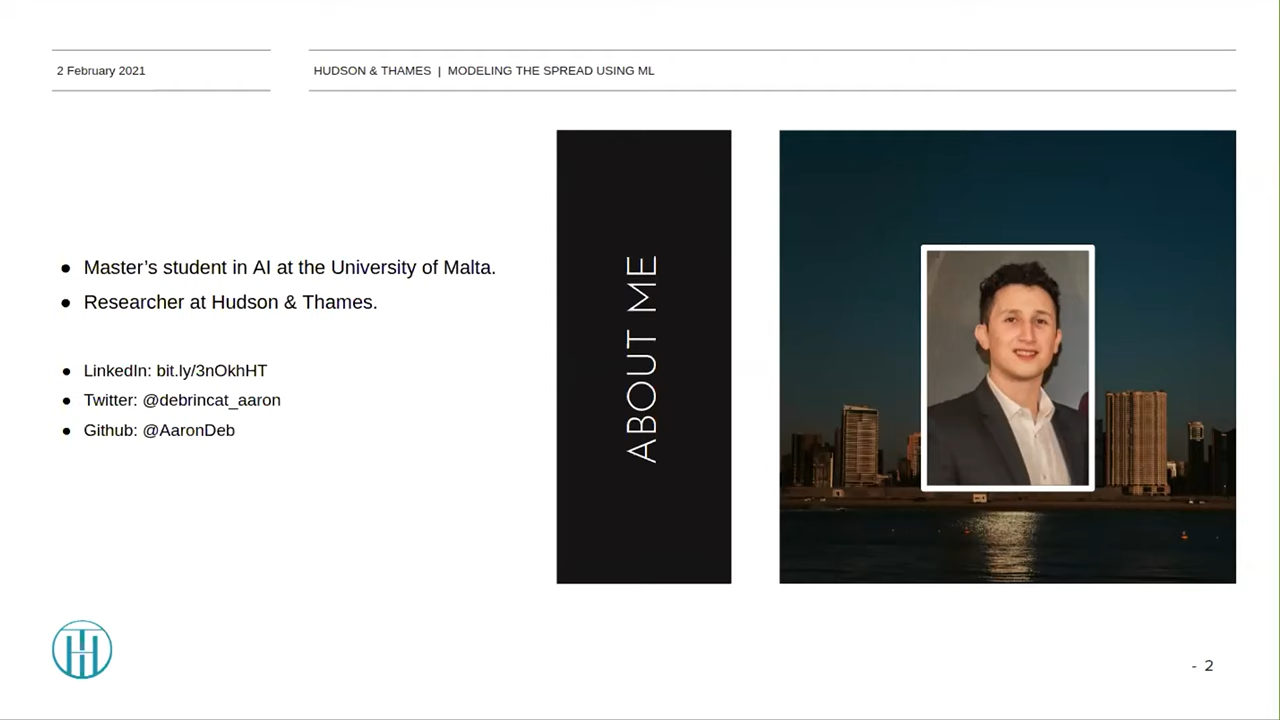 2 February 2021
HUDSON & THAMES | MODELING THE SPREAD USING ML
● Master’s student in AI at the University of Malta.
● Researcher at Hudson & Thames.
● LinkedIn: bit.ly/3nOkhHT
● Twitter: @debrincat_aaron
● Github: @AaronDeb
ABOUT ME
- 2